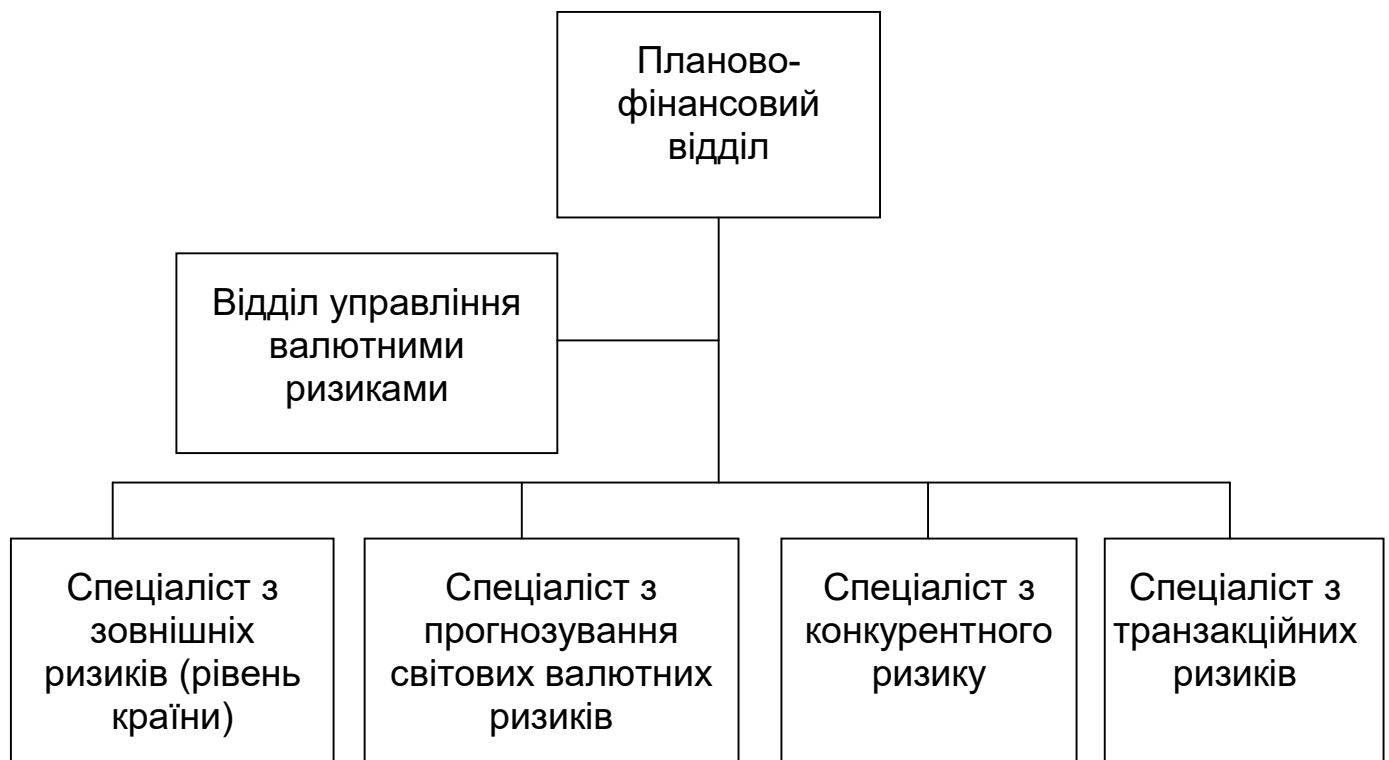 Планово-
фінансовий
відділ
Відділ управління
валютними
ризиками
Спеціаліст з
зовнішніх
ризиків (рівень
країни)
Спеціаліст з
прогнозування
світових валютних
ризиків
Спеціаліст з
конкурентного
ризику
Спеціаліст з
транзакційних
ризиків